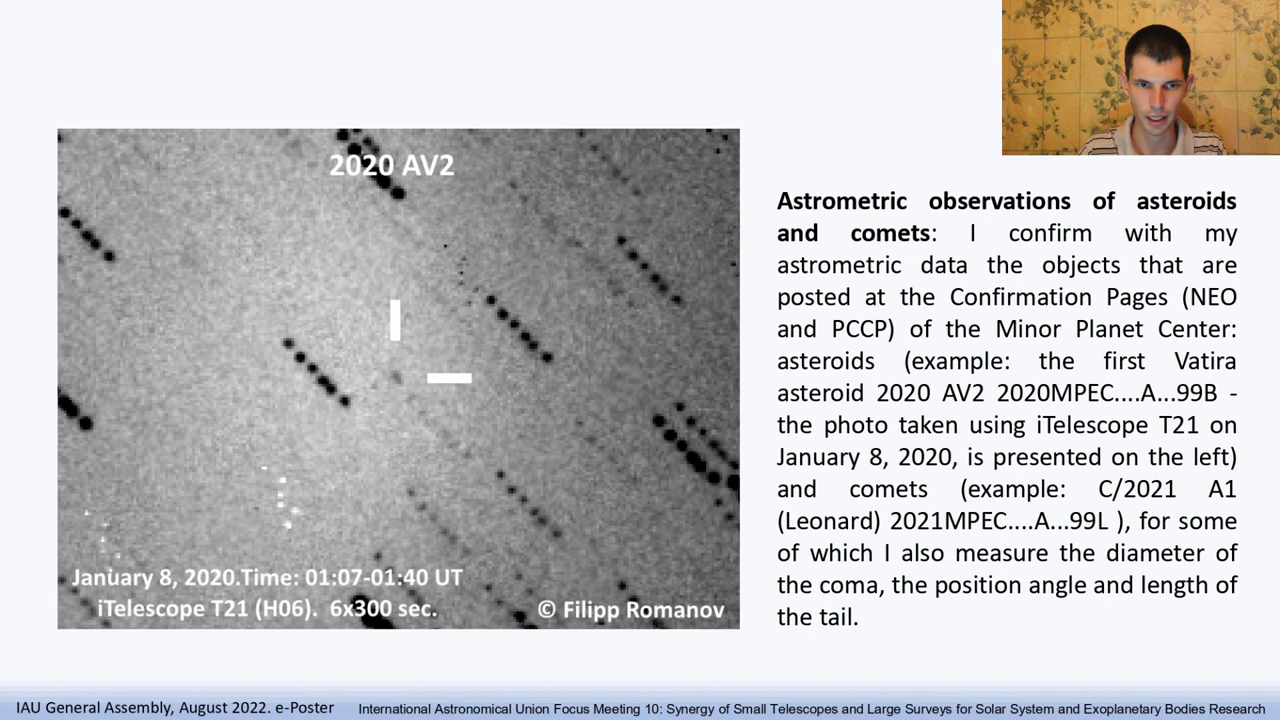 2020 AV2
January 8, 2020.Time: 01:07-01:40 UT
iTelescope T21 (H06). 6x300 sec.
© Filipp Romanov
Astrometric observations of asteroids
and comets: I confirm with my
astrometric data the objects that are
posted at the Confirmation Pages (NEO
and PCCP) of the Minor Planet Center:
asteroids (example: the first Vatira
asteroid 2020 AV2 2020MPEC....A...99B -
the photo taken using iTelescope T21 on
January 8, 2020, is presented on the left)
and comets (example: C/2021 A1
(Leonard) 2021MPEC....A...99L ), for some
of which I also measure the diameter of
the coma, the position angle and length of
the tail.
IAU General Assembly, August 2022. e-Poster
International Astronomical Union Focus Meeting 10: Synergy of Small Telescopes and Large Surveys for Solar System and Exoplanetary Bodies Research